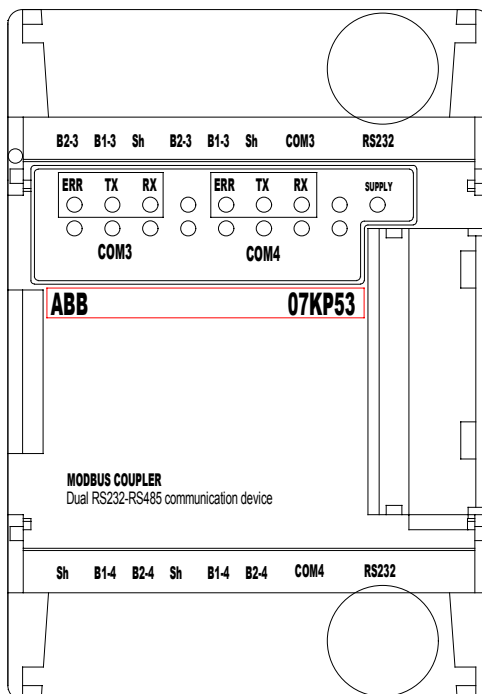 B2-3 B1-3 Sh B2-3 B1-3 Sh COM3 RS232
ERR TX RX ERR TX RX SUPPLY
COM3 COM4
ABB 07KP53
MODBUS COUPLER
Dual RS232-RS485 communication device
Sh B1-4 B2-4 Sh B1-4 B2-4 COM4 RS232